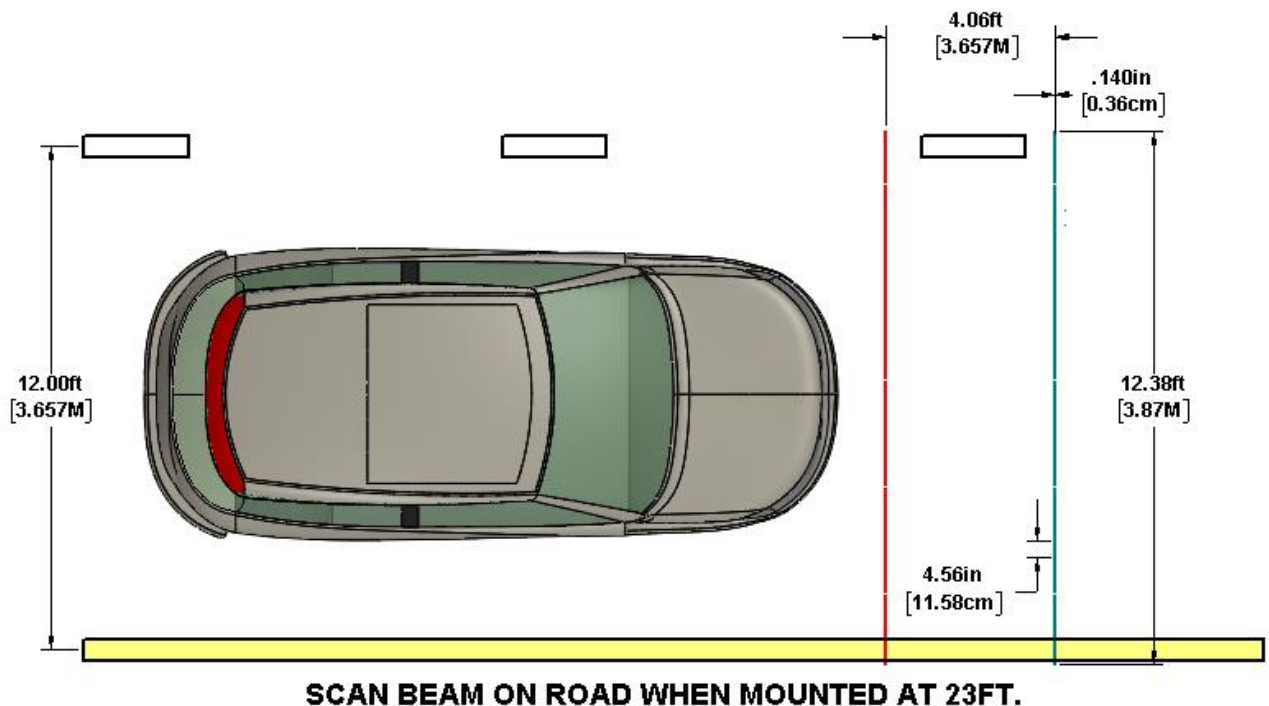 4.06ft
[3.657M]
.140in
[0.36cm]
12.00ft
[3.657M]
12.38ft
[3.87M]
4.56in
[11.58cm]
SCAN BEAM ON ROAD WHEN MOUNTED AT 23FT.